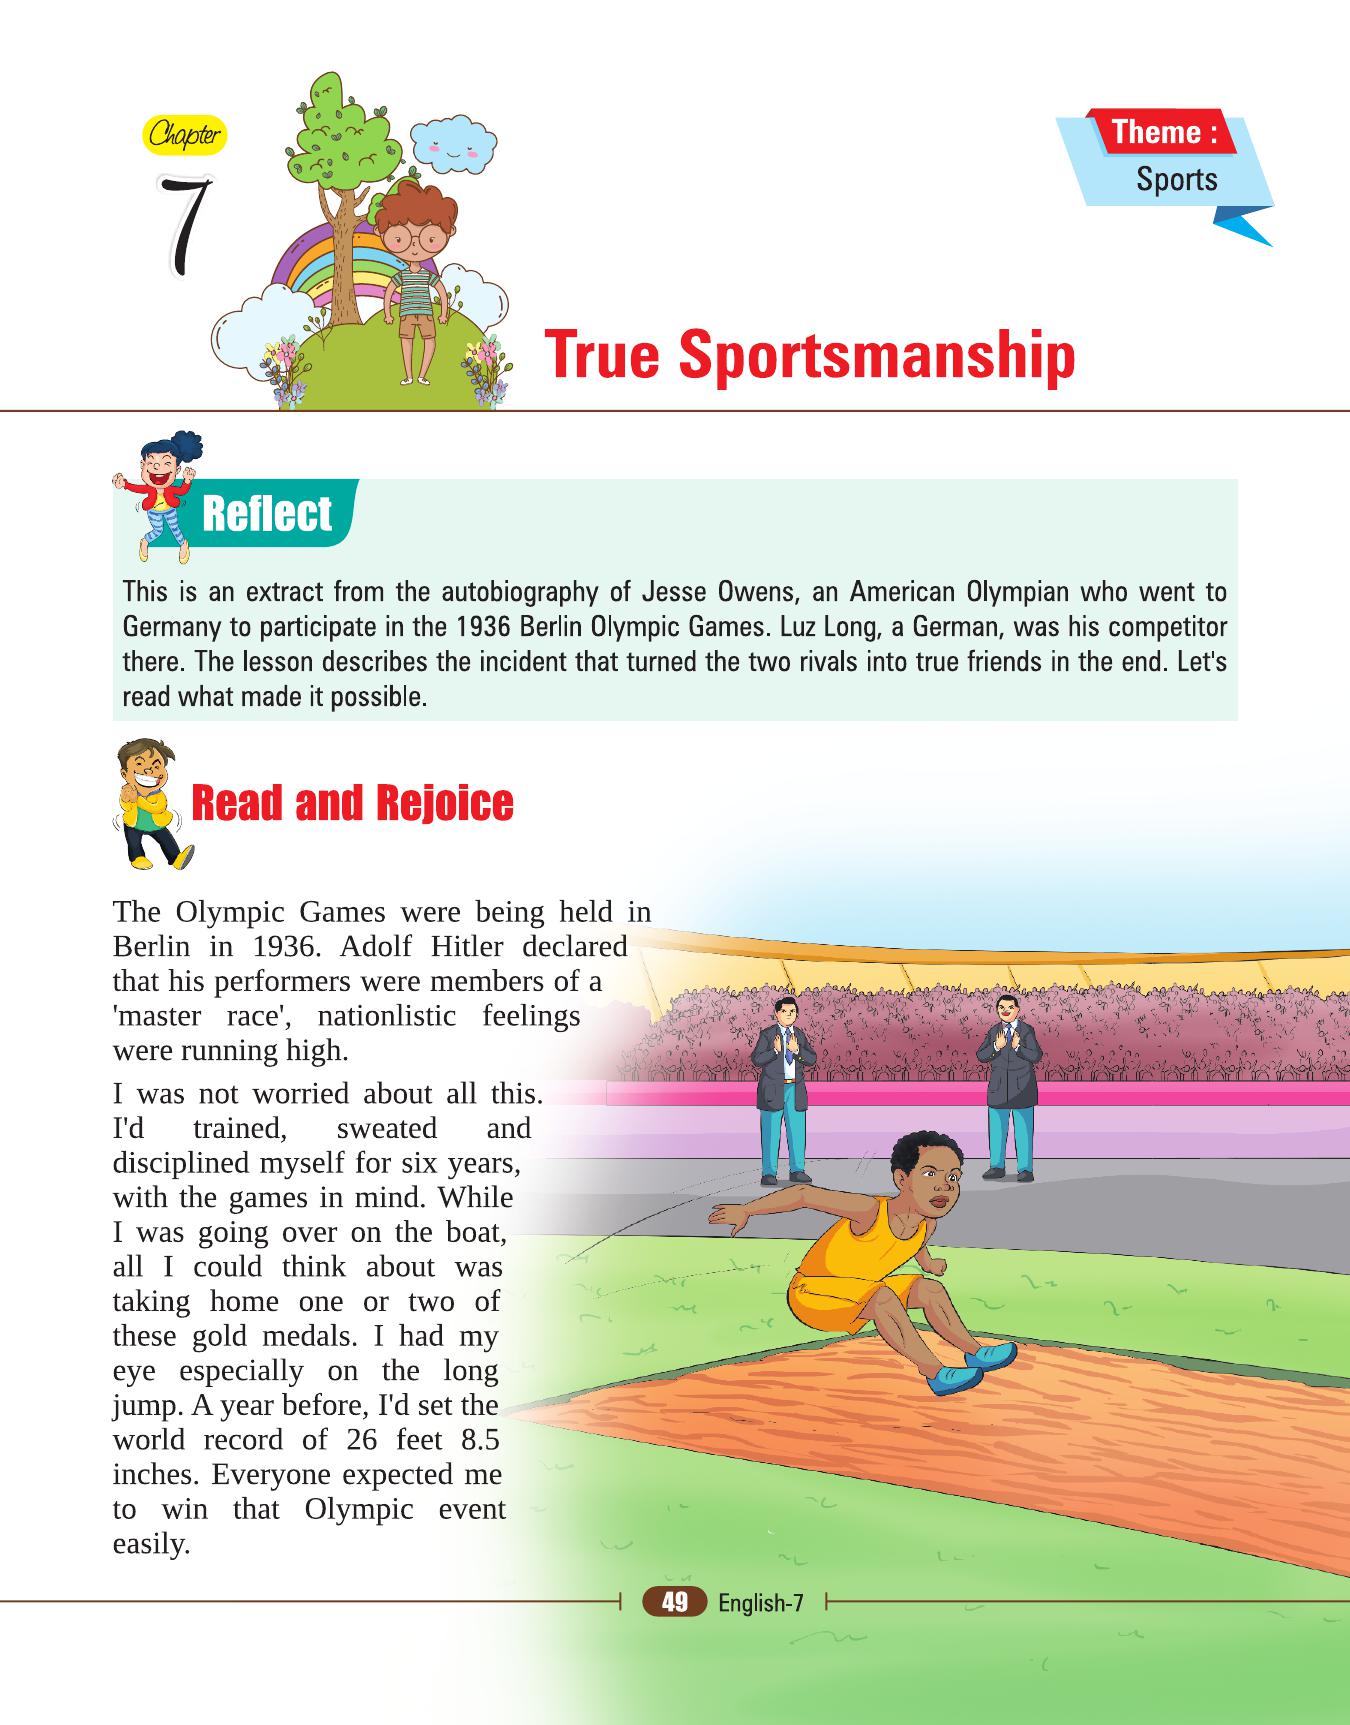 Chapter
7
Theme :
Sports
True Sportsmanship
Reflect
This is an extract from the autobiography of Jesse Owens, an American Olympian who went to
Germany to participate in the 1936 Berlin Olympic Games. Luz Long, a German, was his competitor
there. The lesson describes the incident that turned the two rivals into true friends in the end. Let's
read what made it possible.
Read and Rejoice
The Olympic Games were being held in
Berlin in 1936. Adolf Hitler declared
that his performers were members of a
'master race', nationlistic feelings
were running high.
I was not worried about all this.
I'd trained, sweated and
disciplined myself for six years,
with the games in mind. While
I was going over on the boat,
all I could think about was
taking home one or two of
these gold medals. I had my
eye especially on the long
jump. A year before, I'd set the
world record of 26 feet 8.5
inches. Everyone expected me
to win that Olympic event
easily.
49 English-7